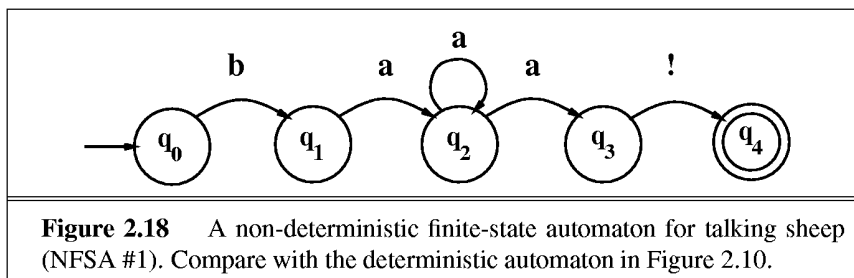 b a a a !
q0 q1 q2 q3 q4
Figure 2.18 A non-deterministic finite-state automaton for talking sheep
(NFSA #1). Compare with the deterministic automaton in Figure 2.10.